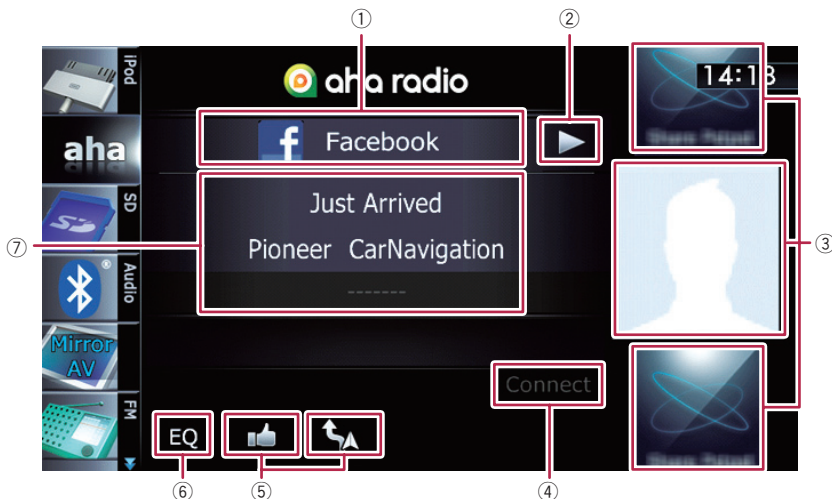 ① ②
iPod
aha radio
14:18
aha
Facebook
SD
Just Arrived
⑦ ③
Pioneer CarNavigation
Audio
-------
Mirror
AV
Connect
FM
EQ
⑥ ⑤ ④